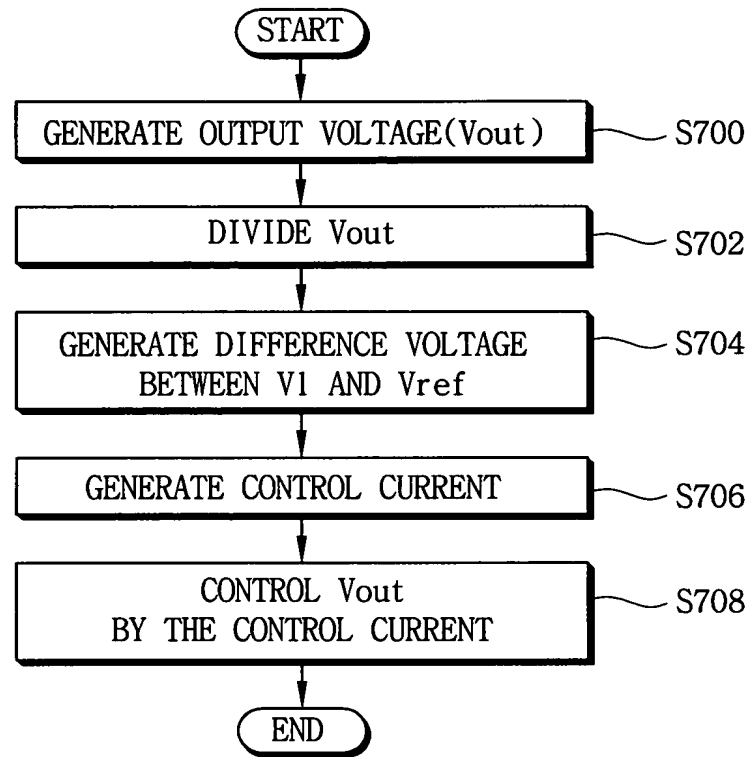 START
GENERATE OUTPUT VOLTAGE(Vout)
S700
DIVIDE Vout
S702
GENERATE DIFFERENCE VOLTAGE
BETWEEN V1 AND Vref
S704
GENERATE CONTROL CURRENT
S706
CONTROL Vout
BY THE CONTROL CURRENT
S708
END